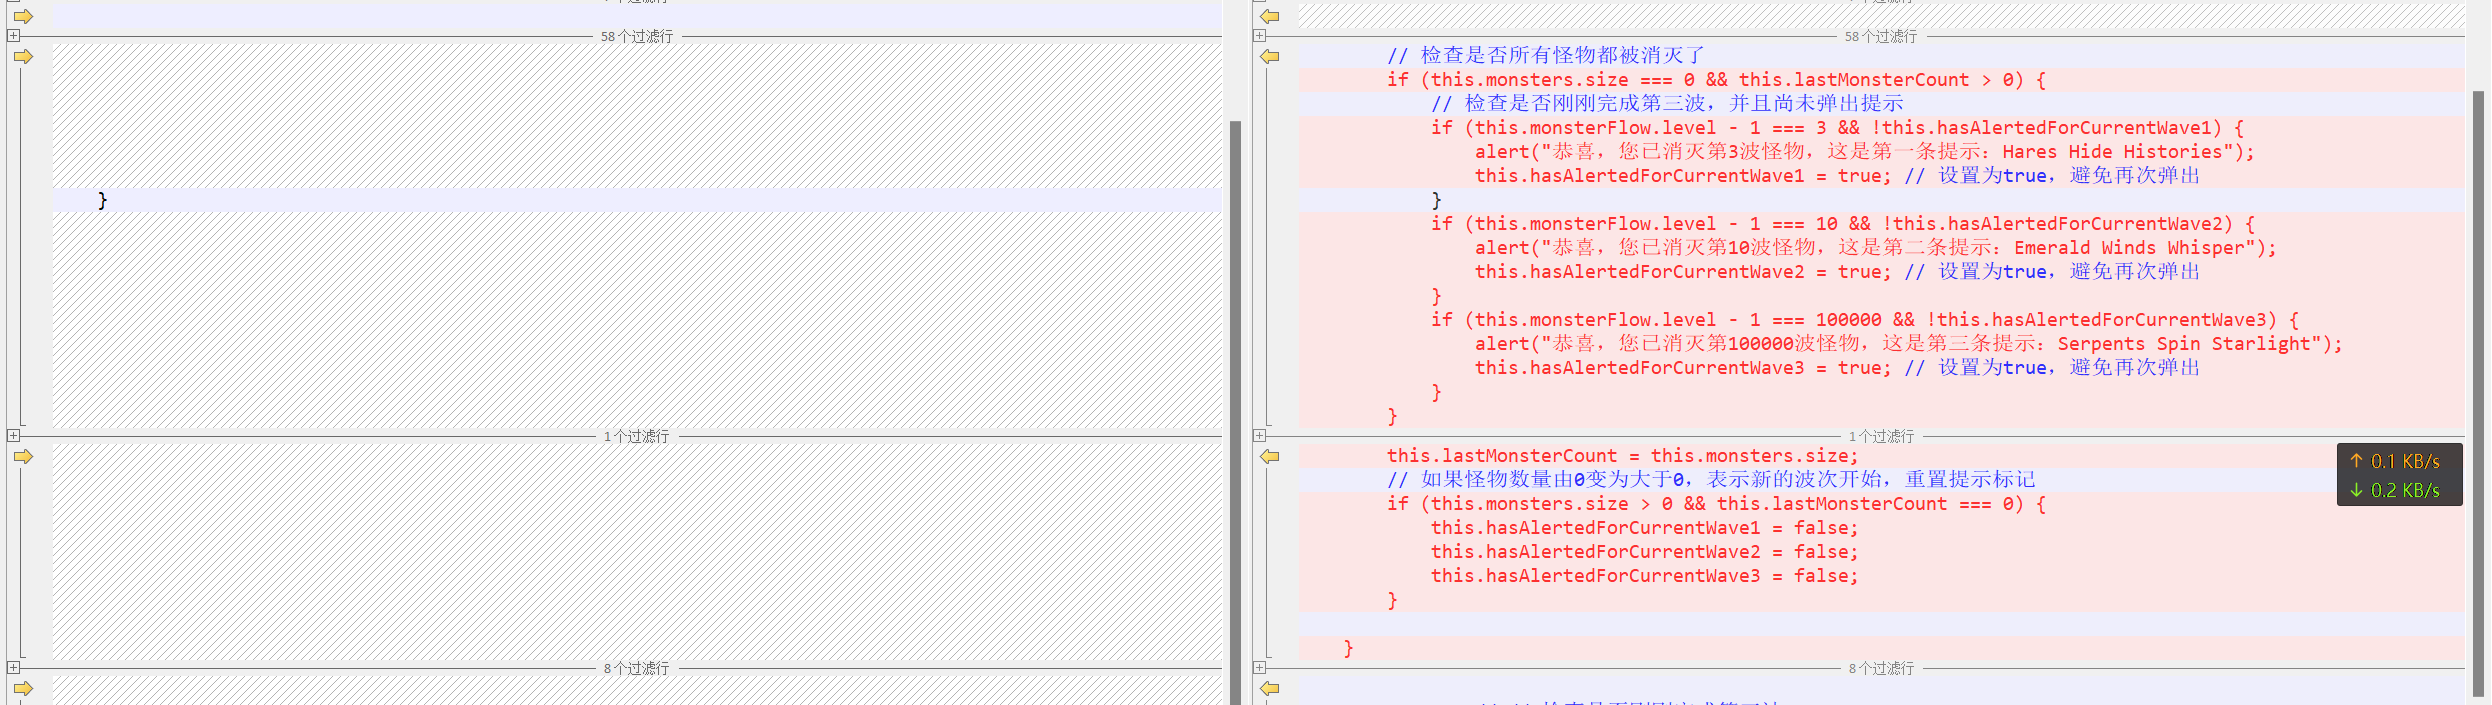 58 个过滤行
}
1 个过滤行
8 个过滤行
58 个过滤行
// 检查是否所有怪物都被消灭了
if (this.monsters.size === 0 && this.lastMonsterCount > 0) {
// 检查是否刚刚完成第三波，并且尚未弹出提示
if (this.monsterFlow.level - 1 === 3 && !this.hasAlertedForCurrentWave1) {
alert("恭喜，您已消灭第3波怪物，这是第一条提示：Hares Hide Histories");
this.hasAlertedForCurrentWave1 = true; // 设置为true，避免再次弹出
}
if (this.monsterFlow.level - 1 === 10 && !this.hasAlertedForCurrentWave2) {
alert("恭喜，您已消灭第10波怪物，这是第二条提示：Emerald Winds Whisper");
this.hasAlertedForCurrentWave2 = true; // 设置为true，避免再次弹出
}
if (this.monsterFlow.level - 1 === 100000 && !this.hasAlertedForCurrentWave3) {
alert("恭喜，您已消灭第100000波怪物，这是第三条提示：Serpents Spin Starlight");
this.hasAlertedForCurrentWave3 = true; // 设置为true，避免再次弹出
}
}
1 个过滤行
this.lastMonsterCount = this.monsters.size;
// 如果怪物数量由0变为大于0，表示新的波次开始，重置提示标记
if (this.monsters.size > 0 && this.lastMonsterCount === 0) {
this.hasAlertedForCurrentWave1 = false;
this.hasAlertedForCurrentWave2 = false;
this.hasAlertedForCurrentWave3 = false;
}
}
8 个过滤行
↑ 0.1 KB/s
↓ 0.2 KB/s